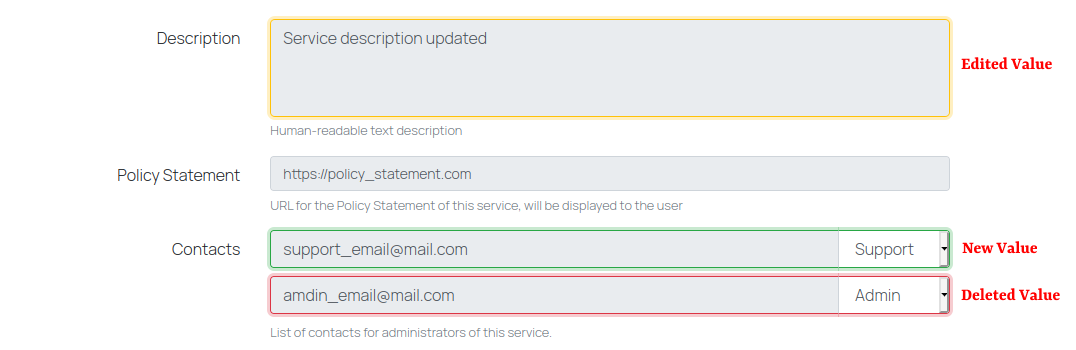 Description
Service description updated
Edited Value
Human-readable text description
Policy Statement
https://policy_statement.com
URL for the Policy Statement of this service, will be displayed to the user
Contacts
support_email@mail.com
Support
New Value
amdin_email@mail.com
Admin
Deleted Value
List of contacts for administrators of this service.